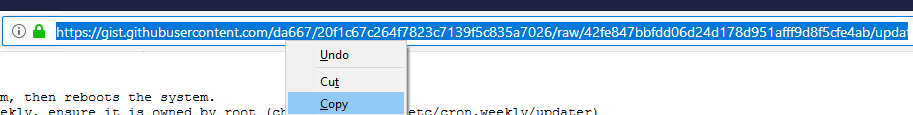 https://gist.githubusercontent.com/da667/20f1c67c264f7823c7139f5c835a7026/raw/42fe847bbfdd06d24d178d951afff9d8f5cfe4ab/updat
Undo
Cut
m, then reboots the system.
Copy
ekly, ensure it is owned by root (ch etc/cron.weekly/updater)